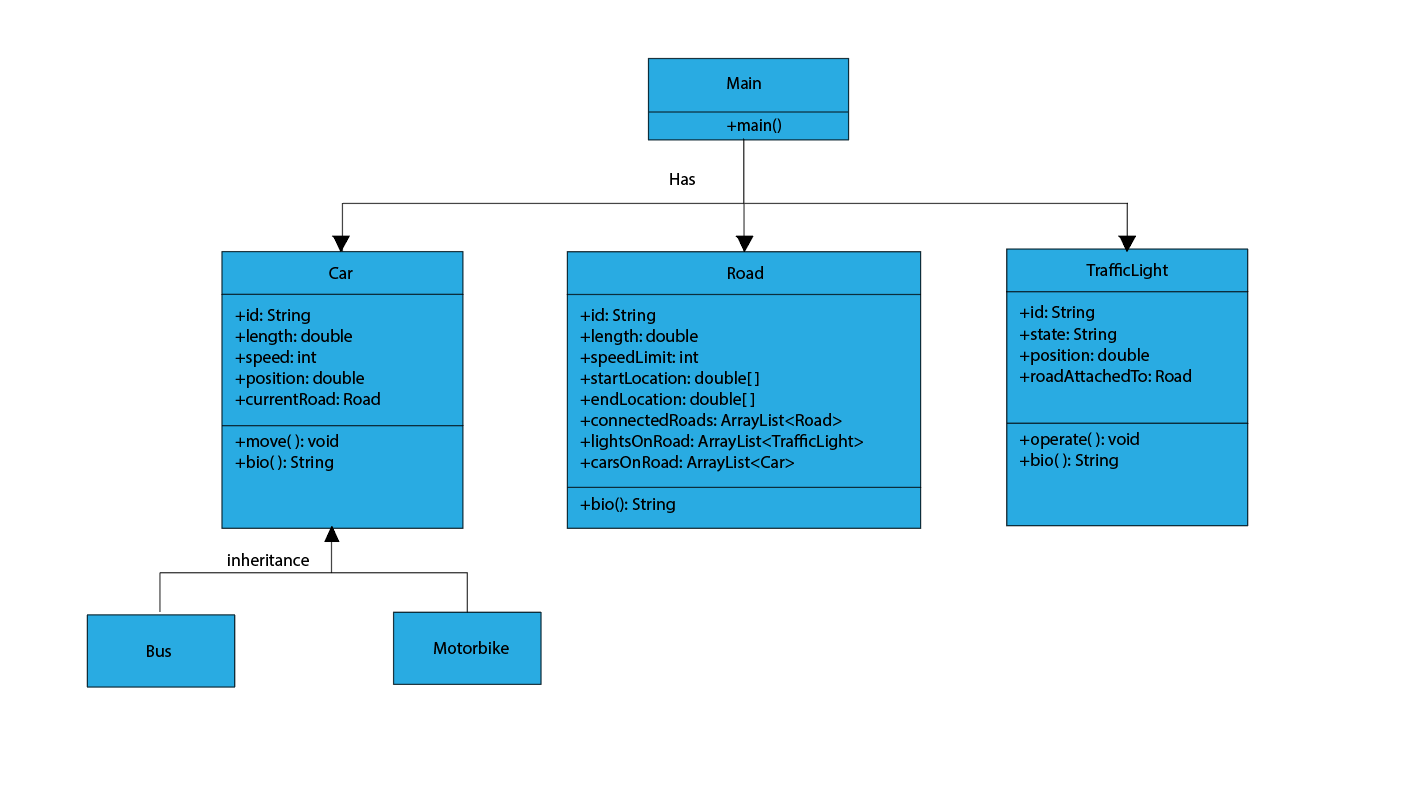 Main
+main()
Has
Car
+id: String
+length: double
+speed: int
+position: double
+currentRoad: Road
+move( ): void
+bio( ): String
Road
+id: String
+length: double
+speedLimit: int
+startLocation: double[ ]
+endLocation: double[ ]
+connectedRoads: ArrayList<Road>
+lightsOnRoad: ArrayList<TrafficLight>
+carsOnRoad: ArrayList<Car>
+bio(): String
TrafficLight
+id: String
+state: String
+position: double
+roadAttachedTo: Road
+operate( ): void
+bio( ): String
inheritance
Bus
Motorbike